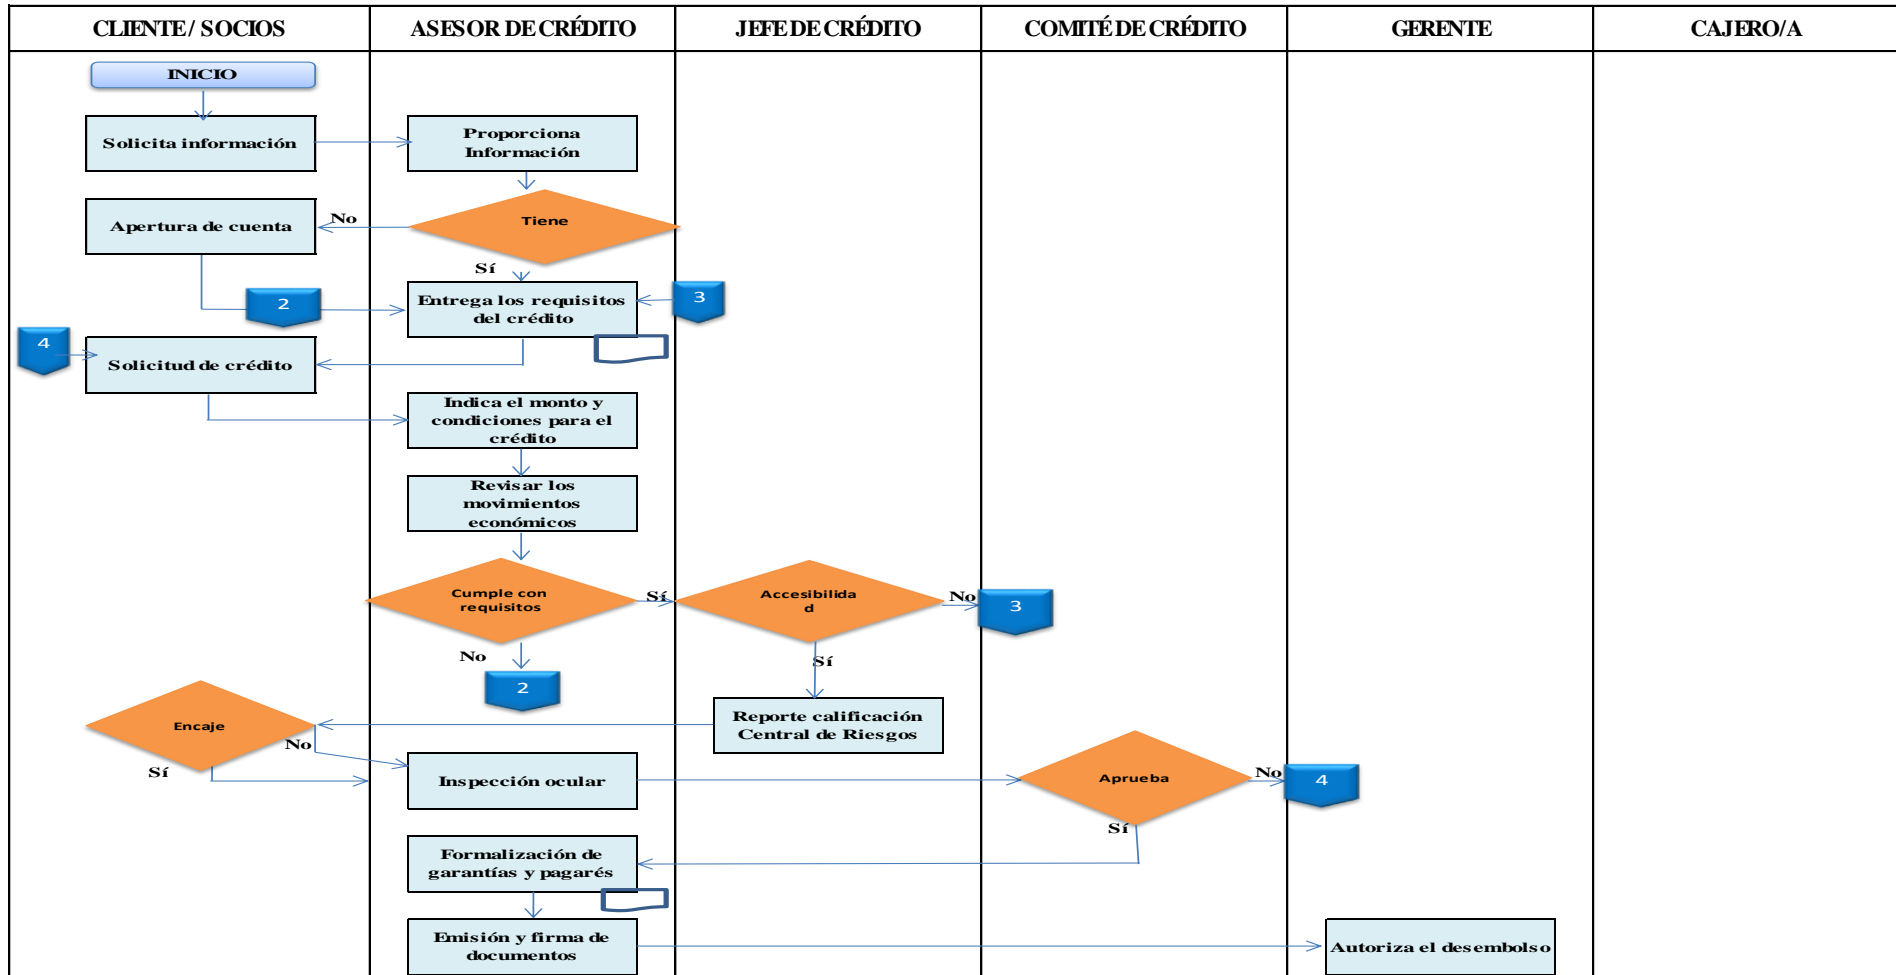 CLIENTE / SOCIOS
ASESOR DE CRÉDITO
JEFE DE CRÉDITO
COMITÉ DE CRÉDITO
GERENTE
CAJERO/A
INICIO
Solicita información
Proporciona
Información
Tiene
No
Apertura de cuenta
Sí
2
Entrega los requisitos
del crédito
3
4
Solicitud de crédito
Indica el monto y
condiciones para el
crédito
Revisar los
movimientos
económicos
Cumple con
requisitos
Sí
Accesibilida
d
No
3
No
2
Sí
Reporte calificación
Central de Riesgos
Encaje
No
Sí
Inspección ocular
Aprueba
No
4
Sí
Formalización de
garantías y pagarés
Emisión y firma de
documentos
Autoriza el desembolso